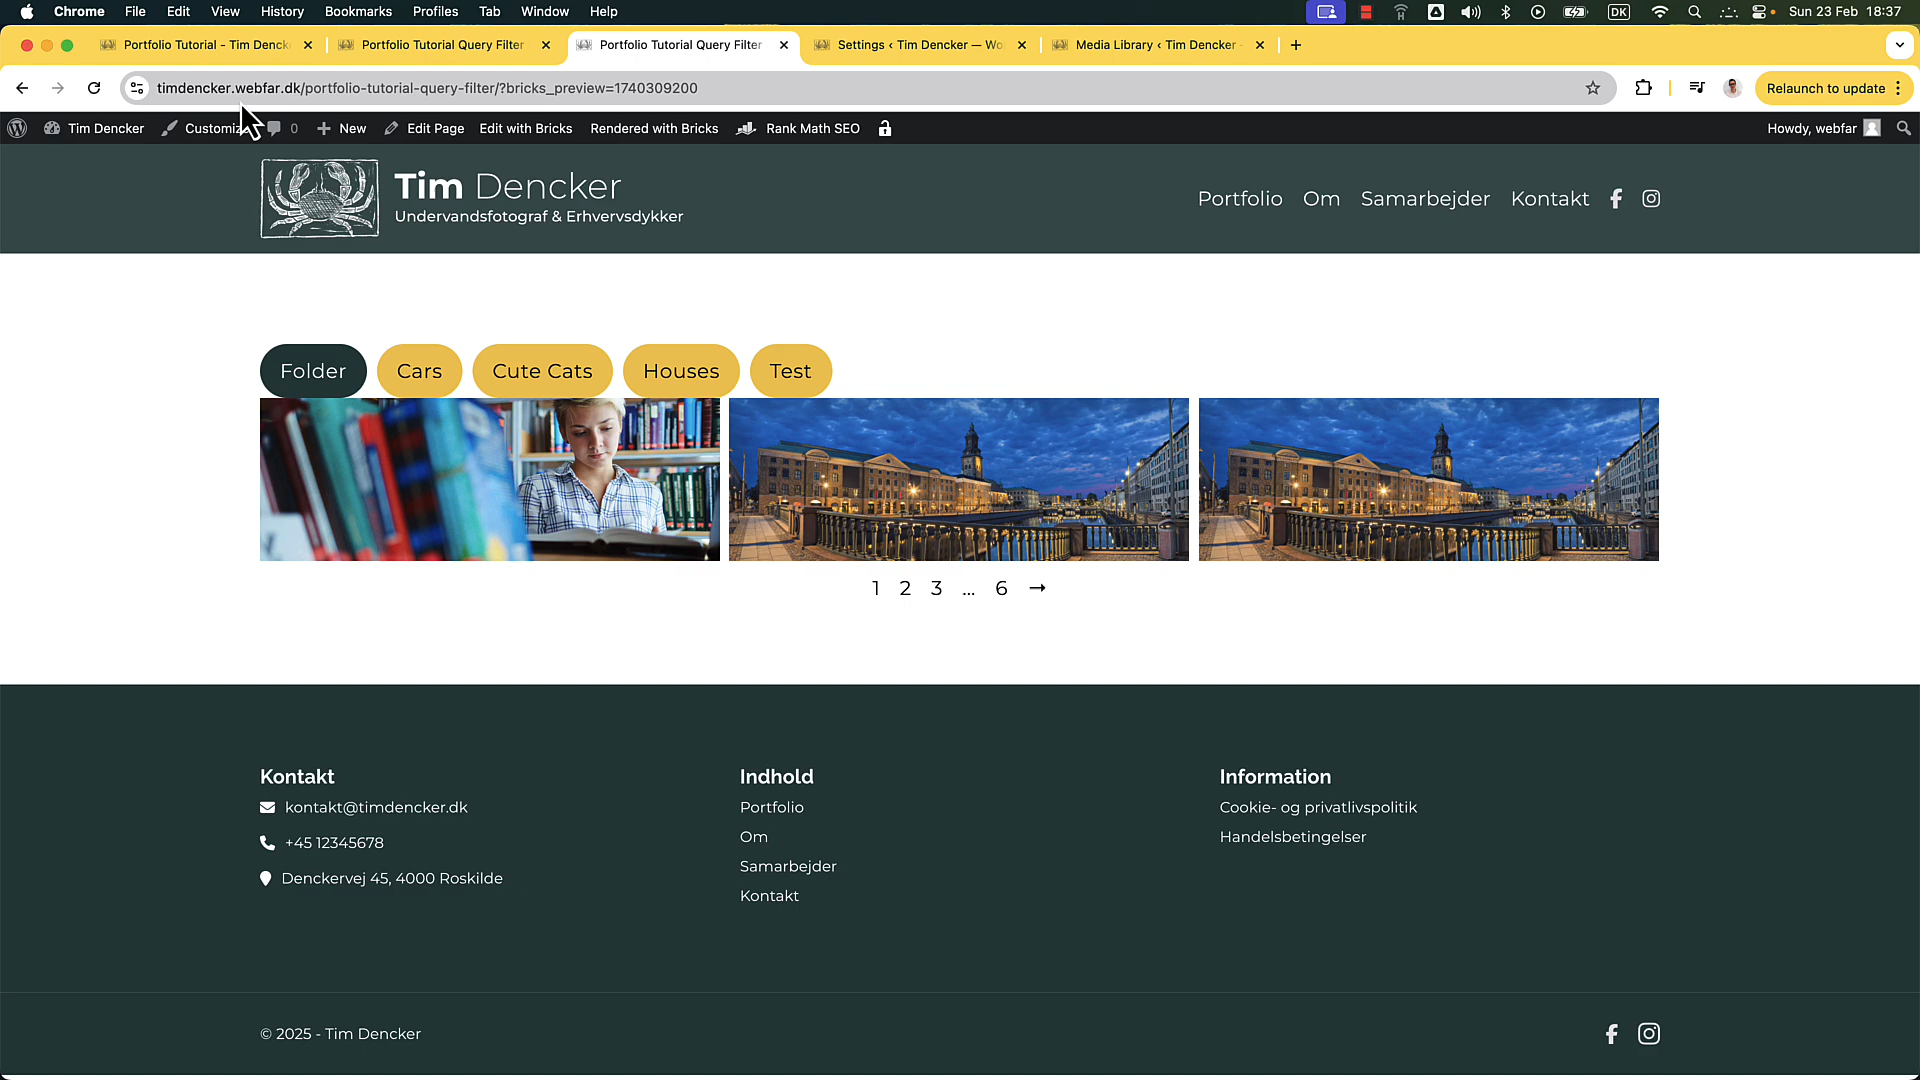 Chrome File Edit View History Bookmarks Profiles Tab Window Help DK Sun 23 Feb 18:37
Portfolio Tutorial - Tim Dencke Portfolio Tutorial Query Filter Portfolio Tutorial Query Filter Settings ‹ Tim Dencker — Wo Media Library ‹ Tim Dencker
timdencker.webfar.dk/portfolio-tutorial-query-filter/?bricks_preview=1740309200 Relaunch to update
Tim Dencker Customize 0 New Edit Page Edit with Bricks Rendered with Bricks Rank Math SEO Howdy, webfar
Tim Dencker
Undervandsfotograf & Erhvervsdykker
Portfolio Om Samarbejder Kontakt
Folder Cars Cute Cats Houses Test
1 2 3 … 6 →
Kontakt
kontakt@timdencker.dk
+45 12345678
Denckervej 45, 4000 Roskilde
Indhold
Portfolio
Om
Samarbejder
Kontakt
Information
Cookie- og privatlivspolitik
Handelsbetingelser
© 2025 - Tim Dencker